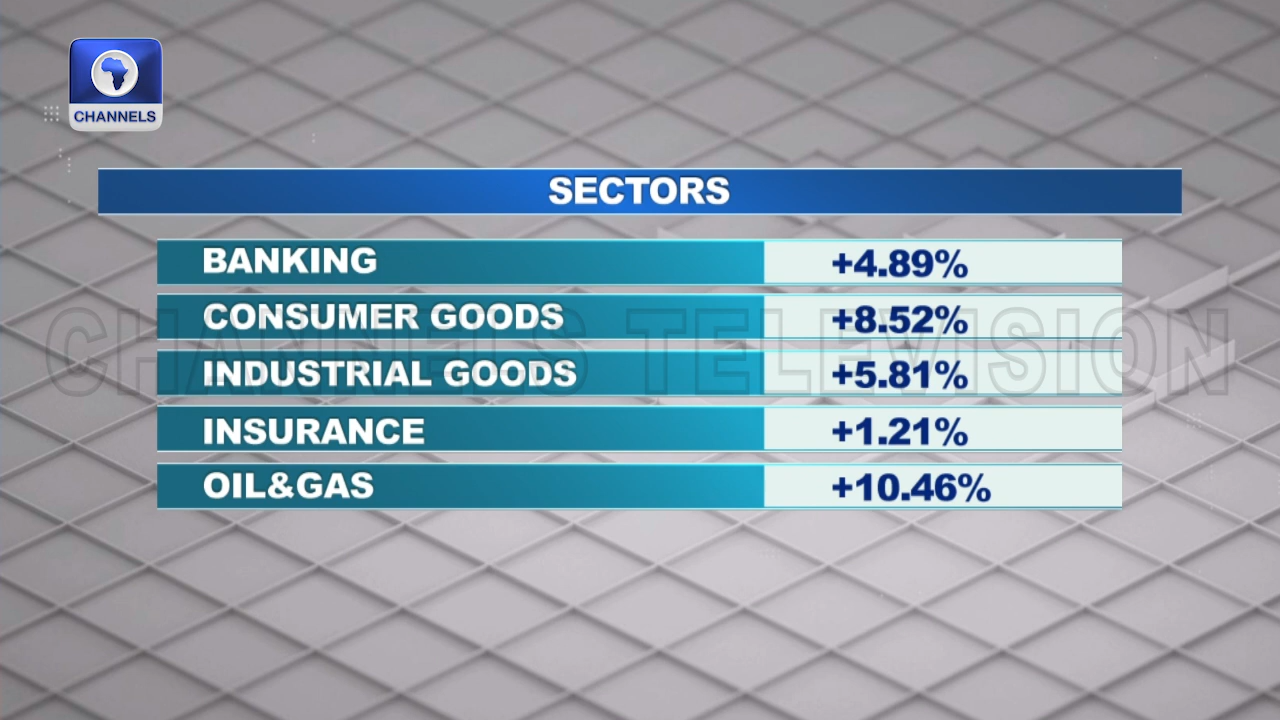 CHANNELS
SECTORS
BANKING +4.89%
CONSUMER GOODS +8.52%
CHANNELS TELEVISION
INDUSTRIAL GOODS +5.81%
INSURANCE +1.21%
OIL&GAS +10.46%